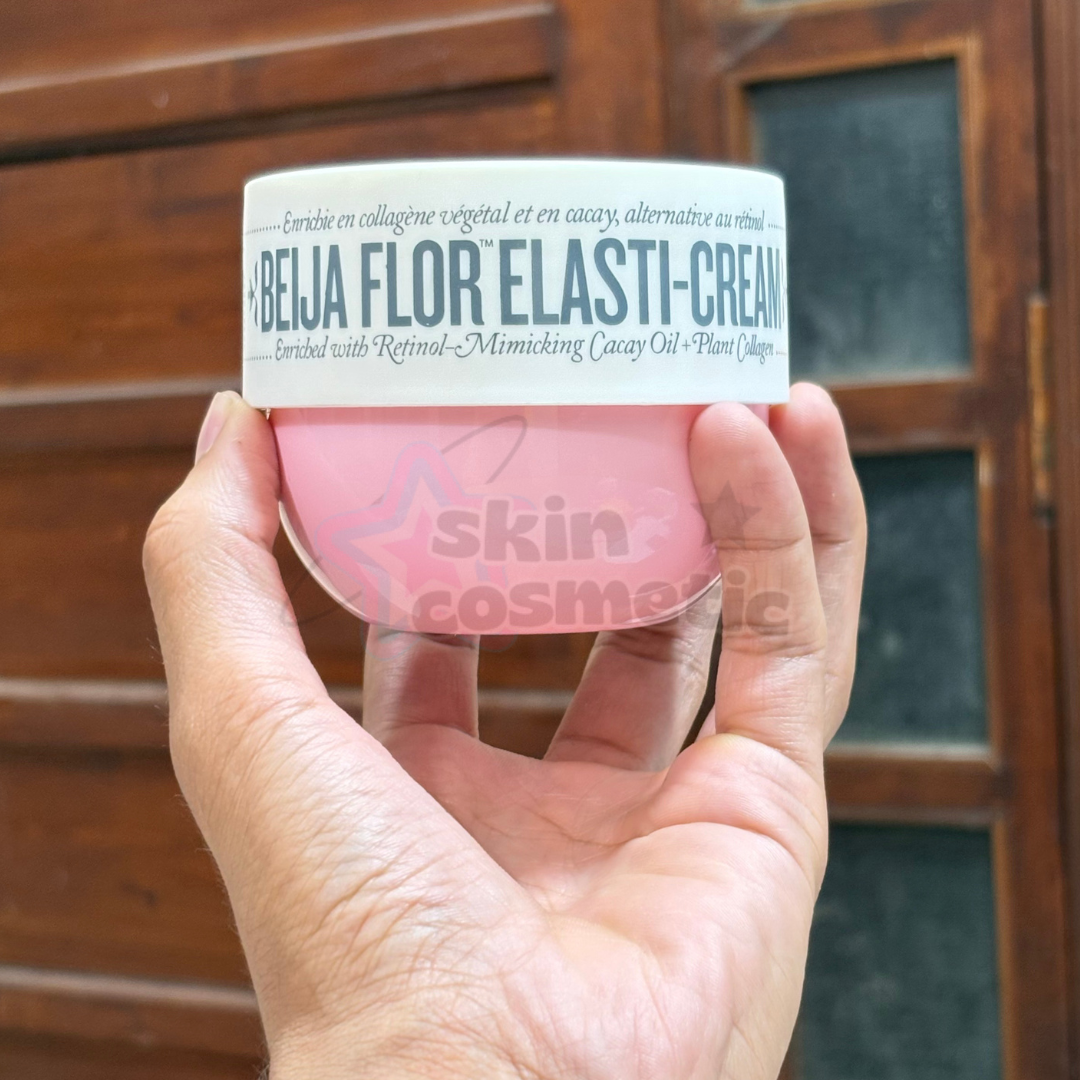 Enrichie en collagène végétal et en cacay, alternative au rétinol
BEIJA FLOR™ ELASTI-CREAM
Enriched with Retinol-Mimicking Cacay Oil + Plant Collagen
skin
cosmetic